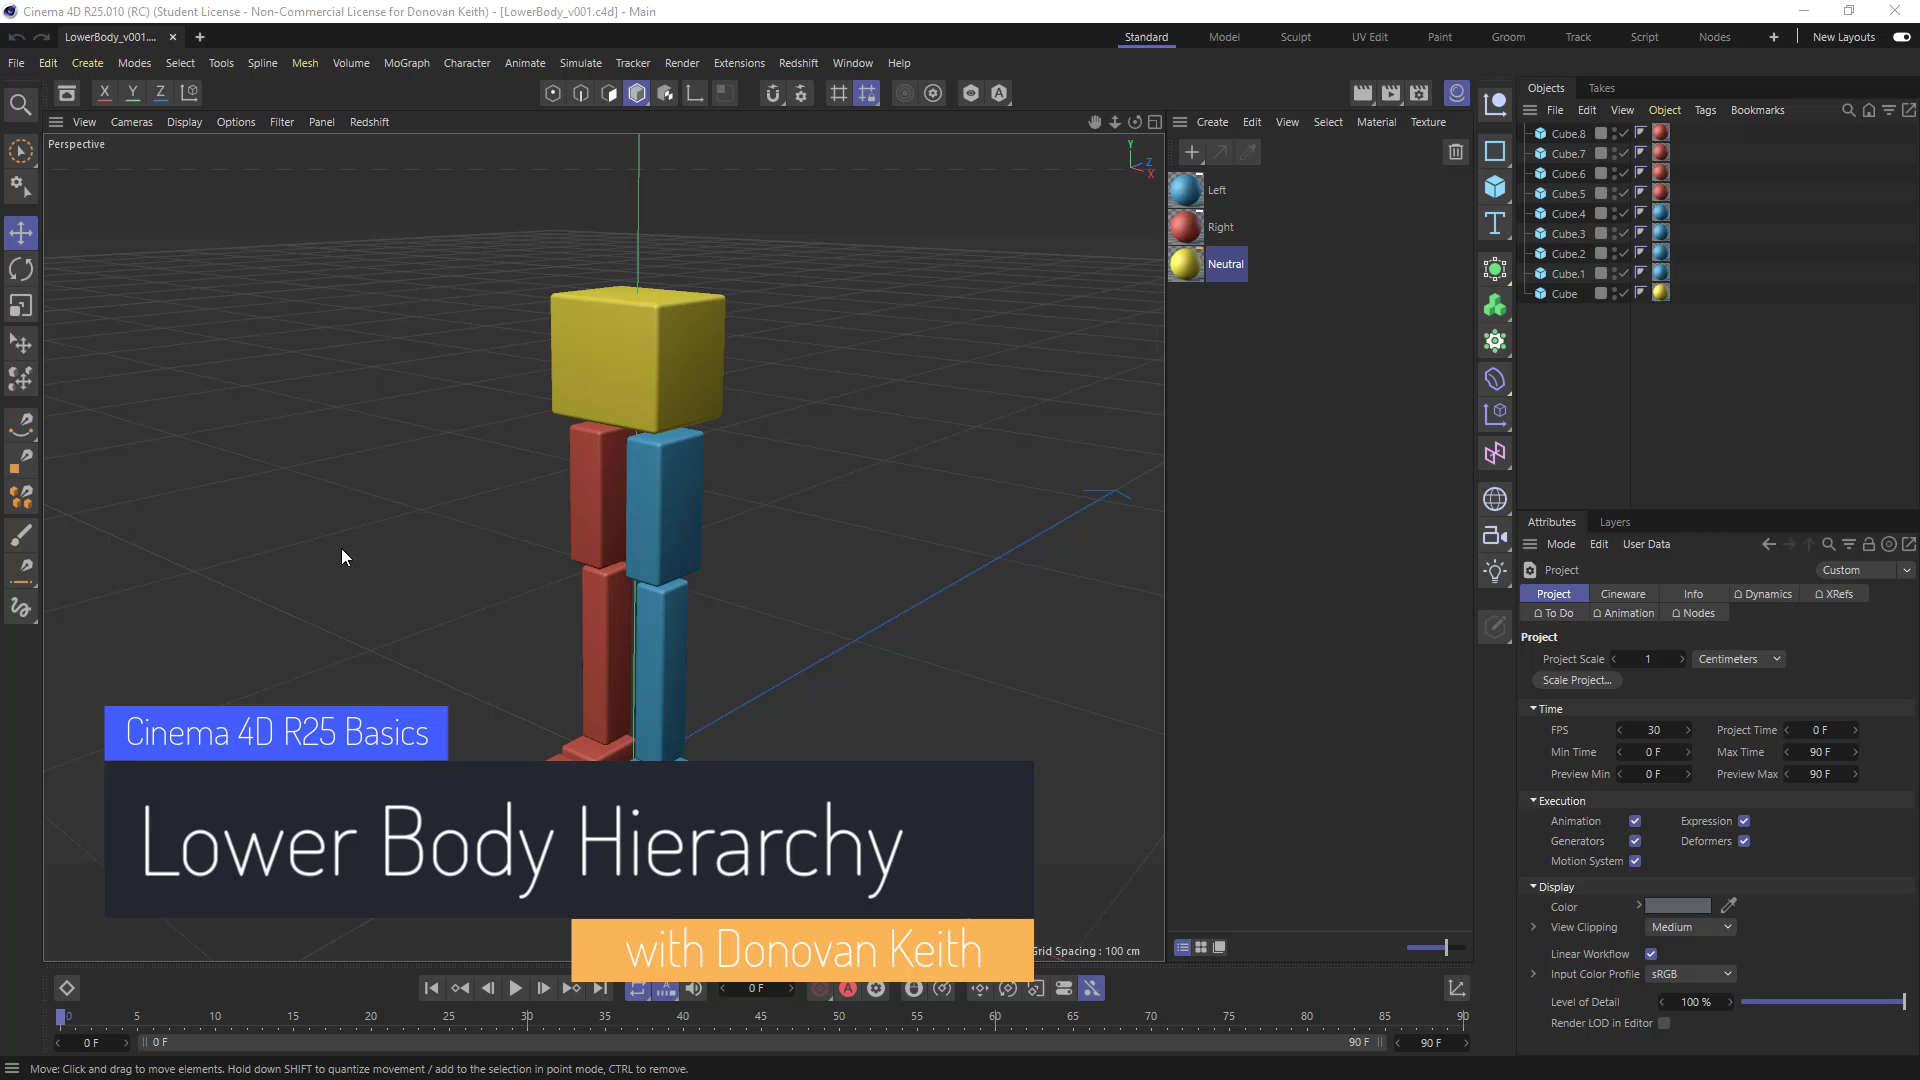 Cinema 4D R25.010 (RC) (Student License - Non-Commercial License for Donovan Keith) - [LowerBody_v001.c4d] - Main
LowerBody_v001.... × +
Standard Model Sculpt UV Edit Paint Groom Track Script Nodes + New Layouts
File Edit Create Modes Select Tools Spline Mesh Volume MoGraph Character Animate Simulate Tracker Render Extensions Redshift Window Help
X Y Z
Objects Takes
File Edit View Object Tags Bookmarks
View Cameras Display Options Filter Panel Redshift
Create Edit View Select Material Texture
Perspective
Y
Z
X
Left
Right
Neutral
Cube.8
Cube.7
Cube.6
Cube.5
Cube.4
Cube.3
Cube.2
Cube.1
Cube
Attributes Layers
Mode Edit User Data
Project Custom
Project Cineware Info Dynamics XRefs
To Do Animation Nodes
Project
Project Scale 1 Centimeters
Scale Project...
Time
FPS 30 Project Time 0 F
Min Time 0 F Max Time 90 F
Preview Min 0 F Preview Max 90 F
Execution
Animation Expression
Generators Deformers
Motion System
Display
Color
View Clipping Medium
Linear Workflow
Input Color Profile sRGB
Level of Detail 100 %
Render LOD in Editor
Cinema 4D R25 Basics
Lower Body Hierarchy
with Donovan Keith
Grid Spacing : 100 cm
0 F
0 5 10 15 20 25 30 35 40 45 50 55 60 65 70 75 80 85 90
0 F 0 F 90 F 90 F
Move: Click and drag to move elements. Hold down SHIFT to quantize movement / add to the selection in point mode, CTRL to remove.